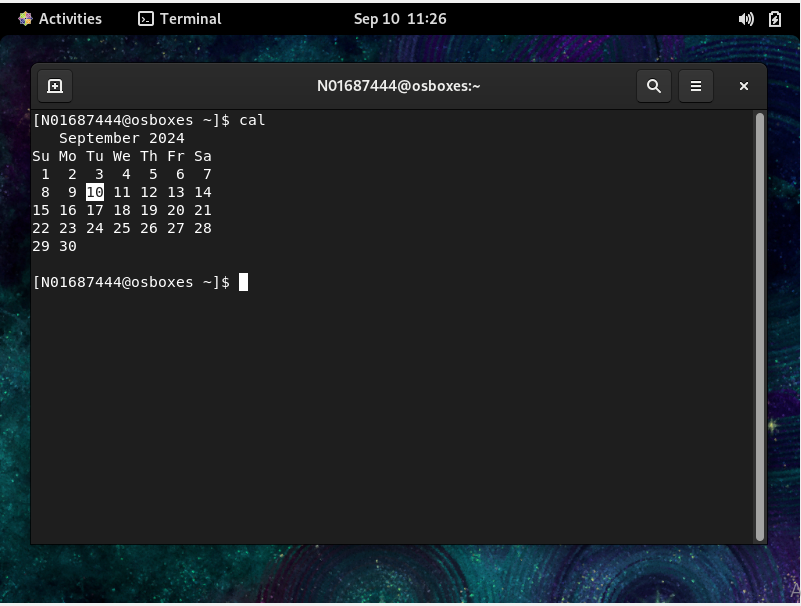 Activities Terminal Sep 10 11:26
N01687444@osboxes:~
[N01687444@osboxes ~]$ cal
   September 2024
Su Mo Tu We Th Fr Sa
 1  2  3  4  5  6  7
 8  9 10 11 12 13 14
15 16 17 18 19 20 21
22 23 24 25 26 27 28
29 30
[N01687444@osboxes ~]$